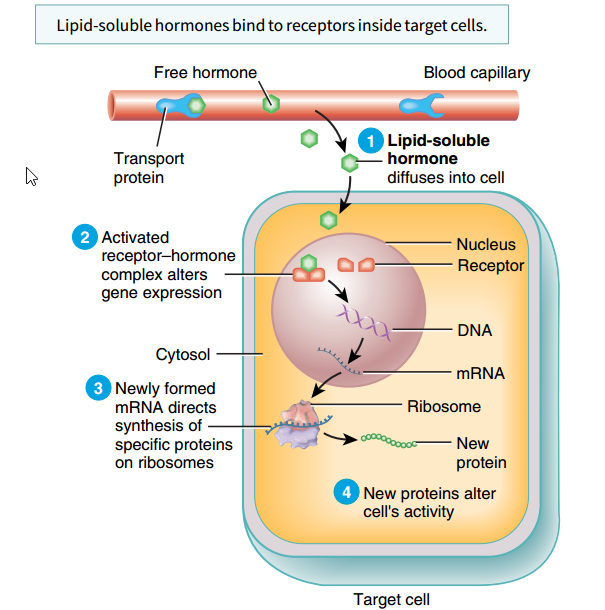 Lipid-soluble hormones bind to receptors inside target cells.
Free hormone
Blood capillary
Transport
protein
1 Lipid-soluble
hormone
diffuses into cell
2 Activated
receptor–hormone
complex alters
gene expression
Nucleus
Receptor
DNA
Cytosol
mRNA
3 Newly formed
mRNA directs
synthesis of
specific proteins
on ribosomes
Ribosome
New
protein
4 New proteins alter
cell's activity
Target cell